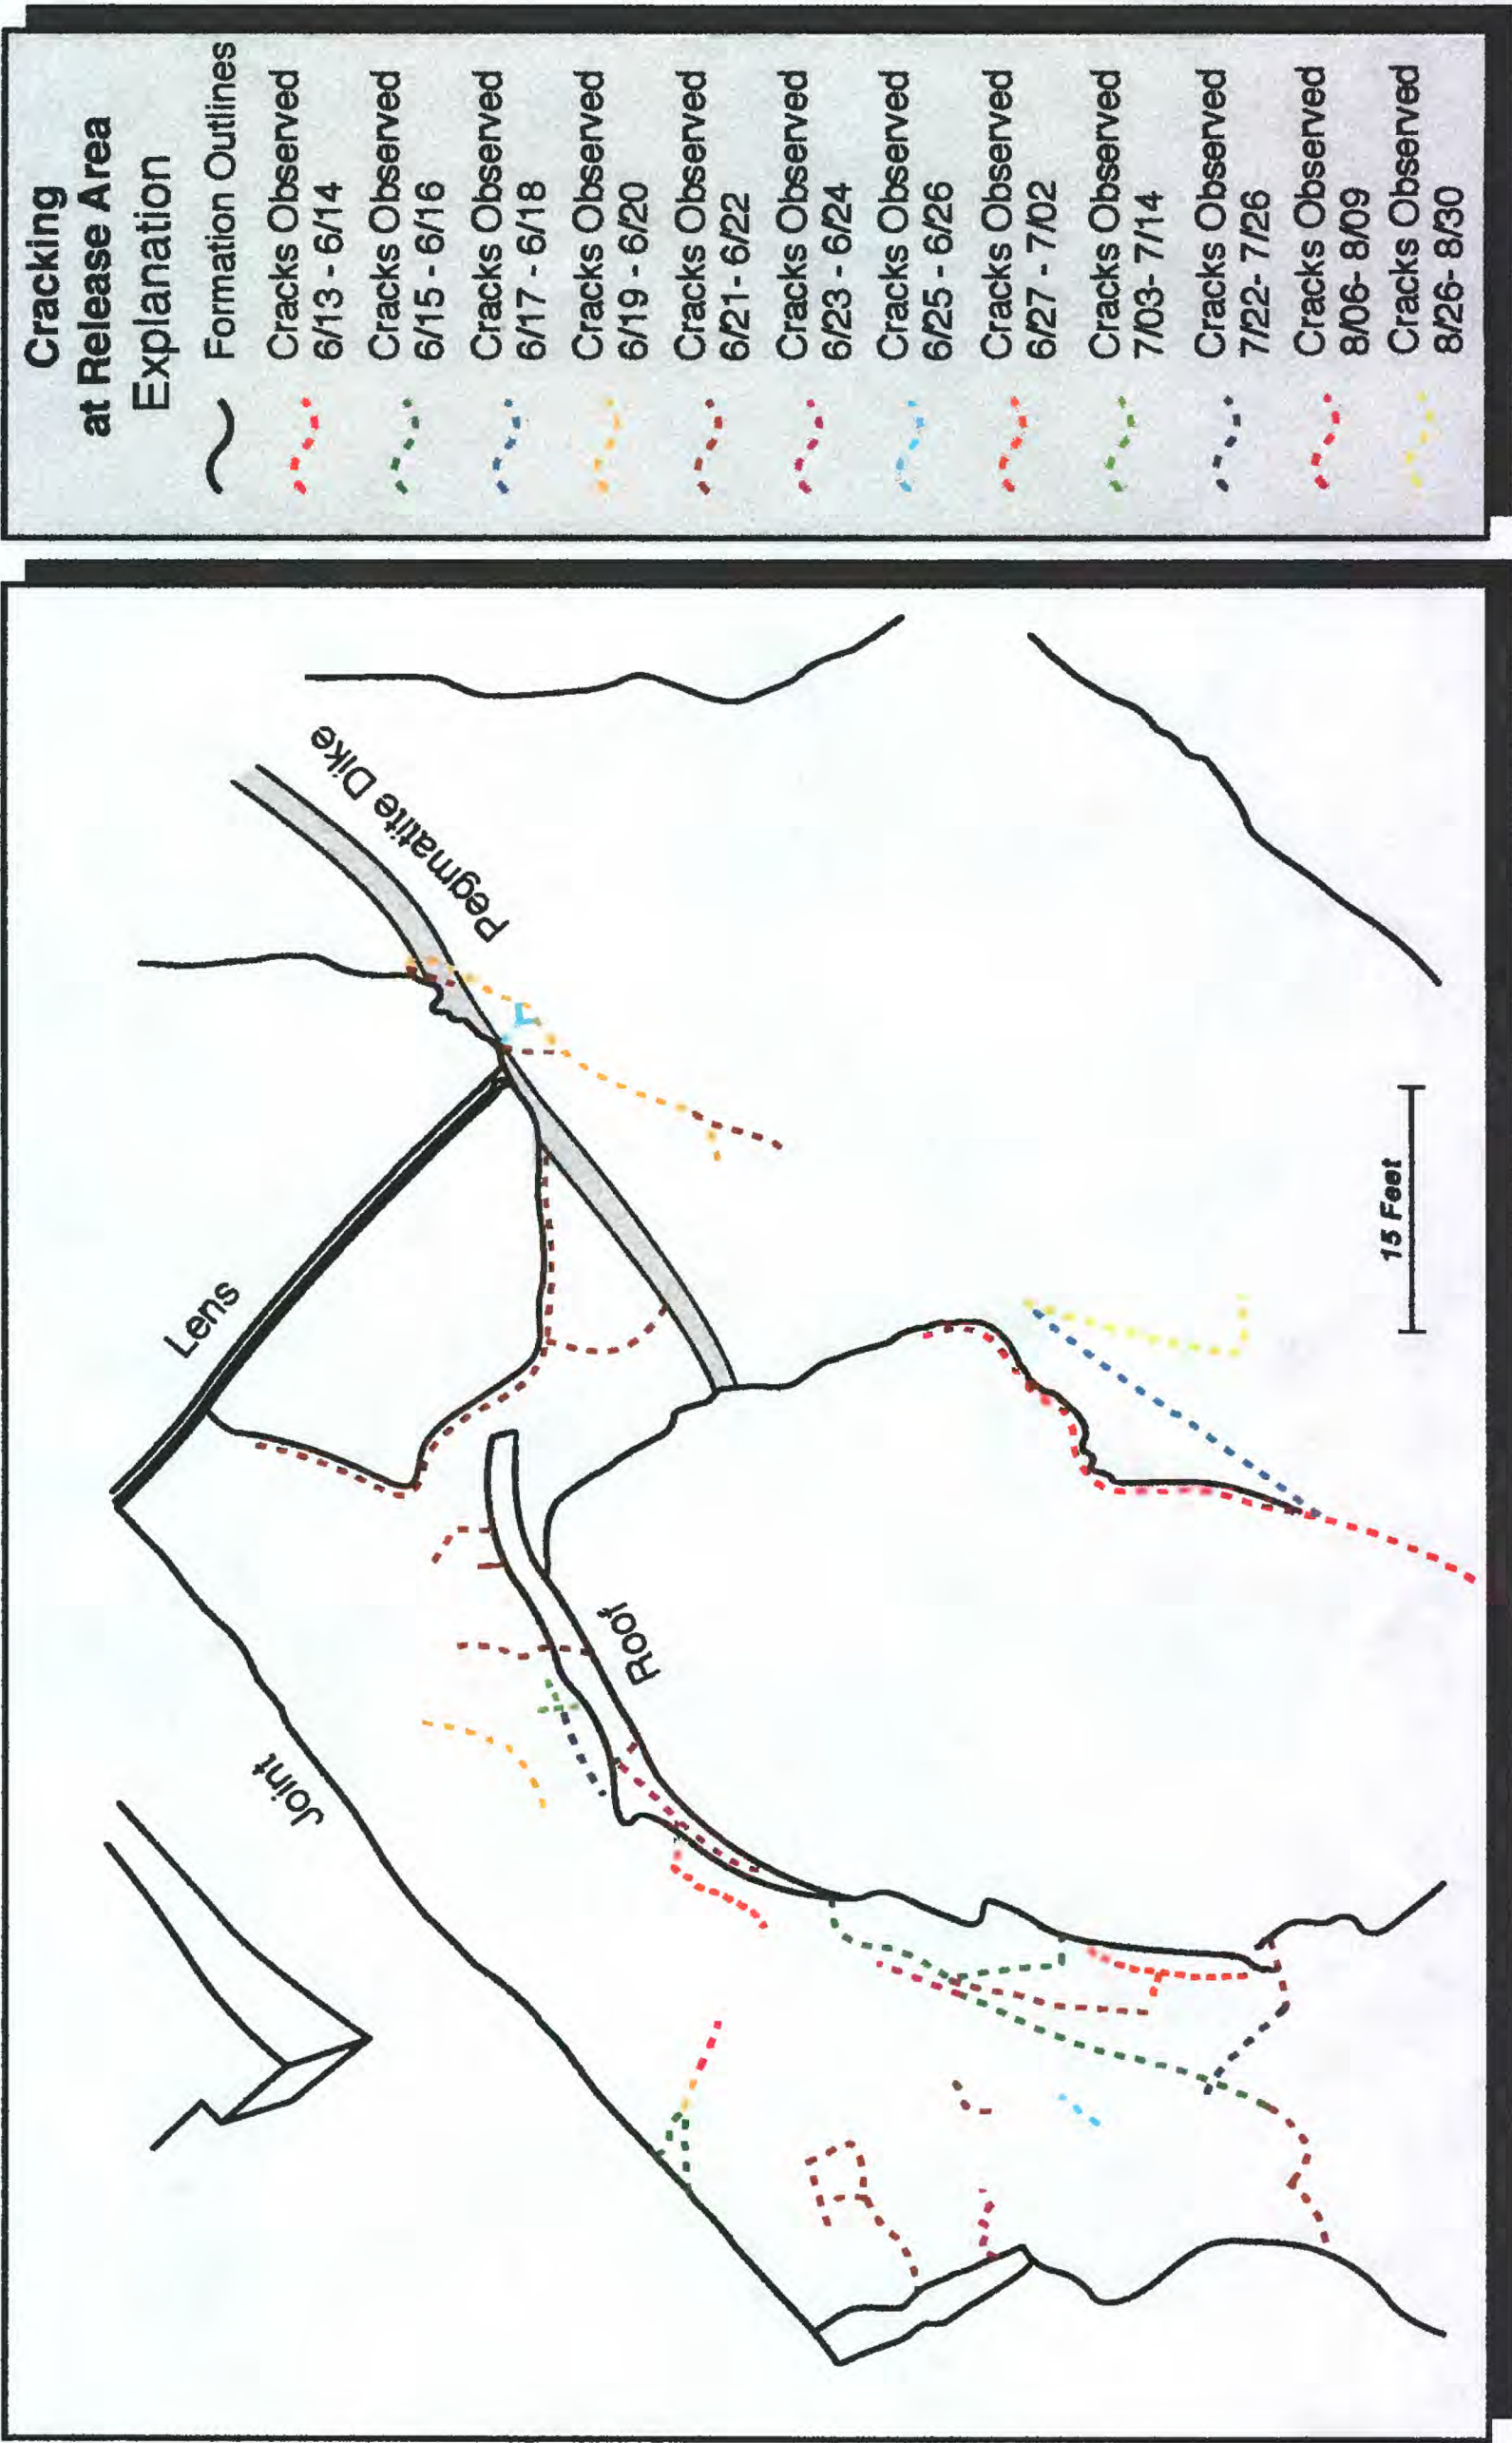 Cracking
at Release Area
Explanation
Formation Outlines
Cracks Observed
6/13 - 6/14
Cracks Observed
6/15 - 6/16
Cracks Observed
6/17 - 6/18
Cracks Observed
6/19 - 6/20
Cracks Observed
6/21- 6/22
Cracks Observed
6/23 - 6/24
Cracks Observed
6/25 - 6/26
Cracks Observed
6/27 - 7/02
Cracks Observed
7/03- 7/14
Cracks Observed
7/22- 7/26
Cracks Observed
8/06- 8/09
Cracks Observed
8/26- 8/30
Joint
Lens
Pegmatite Dike
Roof
15 Feet